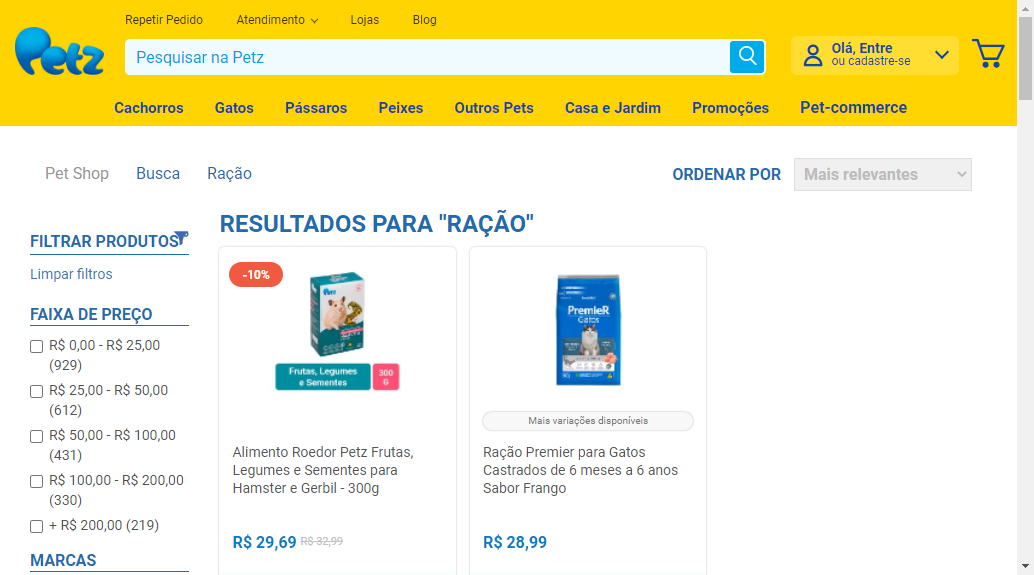 Repetir Pedido
Atendimento
Lojas
Blog
Petz
Pesquisar na Petz
Olá, Entre
ou cadastre-se
Cachorros
Gatos
Pássaros
Peixes
Outros Pets
Casa e Jardim
Promoções
Pet-commerce
Pet Shop
Busca
Ração
ORDENAR POR
Mais relevantes
FILTRAR PRODUTOS
Limpar filtros
FAIXA DE PREÇO
R$ 0,00 - R$ 25,00
(929)
R$ 25,00 - R$ 50,00
(612)
R$ 50,00 - R$ 100,00
(431)
R$ 100,00 - R$ 200,00
(330)
+ R$ 200,00 (219)
MARCAS
RESULTADOS PARA "RAÇÃO"
-10%
Petz
Frutas, Legumes
e Sementes
300
G
Alimento Roedor Petz Frutas,
Legumes e Sementes para
Hamster e Gerbil - 300g
R$ 29,69 R$ 32,99
PremieR
Gatos
Mais variações disponíveis
Ração Premier para Gatos
Castrados de 6 meses a 6 anos
Sabor Frango
R$ 28,99